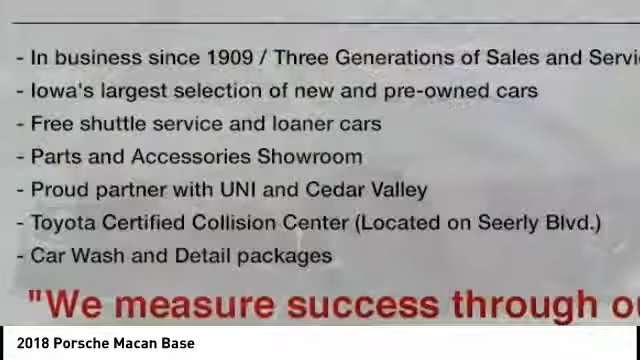 - In business since 1909 / Three Generations of Sales and Servi
- Iowa's largest selection of new and pre-owned cars
- Free shuttle service and loaner cars
- Parts and Accessories Showroom
- Proud partner with UNI and Cedar Valley
- Toyota Certified Collision Center (Located on Seerly Blvd.)
- Car Wash and Detail packages
"We measure success through o
2018 Porsche Macan Base